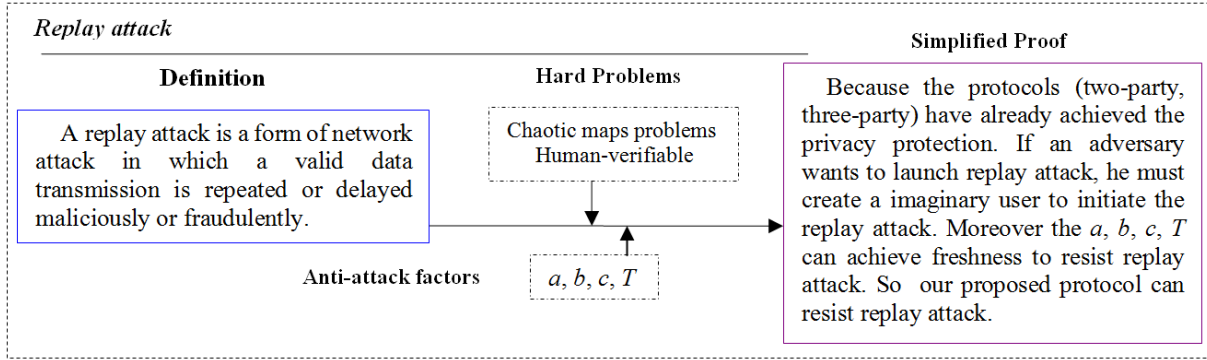 Replay attack
Definition
A replay attack is a form of network
attack in which a valid data
transmission is repeated or delayed
maliciously or fraudulently.
Hard Problems
Chaotic maps problems
Human-verifiable
Anti-attack factors
a, b, c, T
Simplified Proof
Because the protocols (two-party,
three-party) have already achieved the
privacy protection. If an adversary
wants to launch replay attack, he must
create a imaginary user to initiate the
replay attack. Moreover the a, b, c, T
can achieve freshness to resist replay
attack. So our proposed protocol can
resist replay attack.